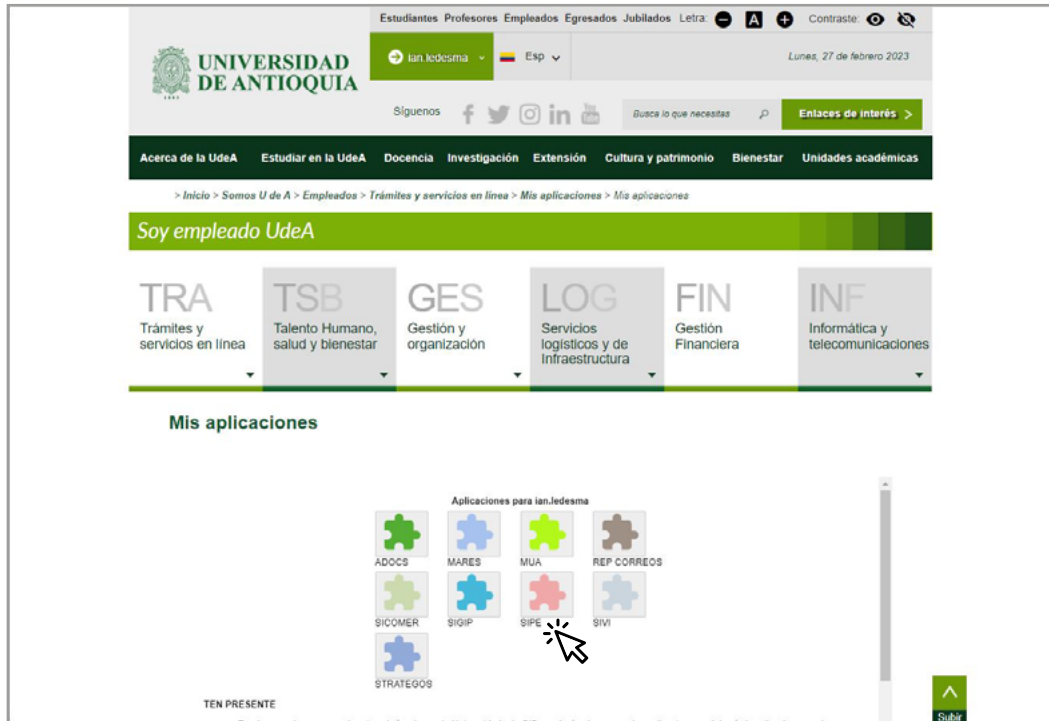 Estudiantes Profesores Empleados Egresados Jubilados Letra: A Contraste:
UNIVERSIDAD
DE ANTIOQUIA
1803
ian.ledesma
Esp
Lunes, 27 de febrero 2023
Síguenos
Busca lo que necesitas
Enlaces de interés >
Acerca de la UdeA Estudiar en la UdeA Docencia Investigación Extensión Cultura y patrimonio Bienestar Unidades académicas
> Inicio > Somos U de A > Empleados > Trámites y servicios en línea > Mis aplicaciones > Mis aplicaciones
Soy empleado UdeA
TRA
Trámites y
servicios en línea
TSB
Talento Humano,
salud y bienestar
GES
Gestión y
organización
LOG
Servicios
logísticos y de
Infraestructura
FIN
Gestión
Financiera
INF
Informática y
telecomunicaciones
Mis aplicaciones
Aplicaciones para ian.ledesma
ADOCS MARES MUA REP CORREOS
SICOMER SIGIP SIPE SIVI
STRATEGOS
TEN PRESENTE
Subir